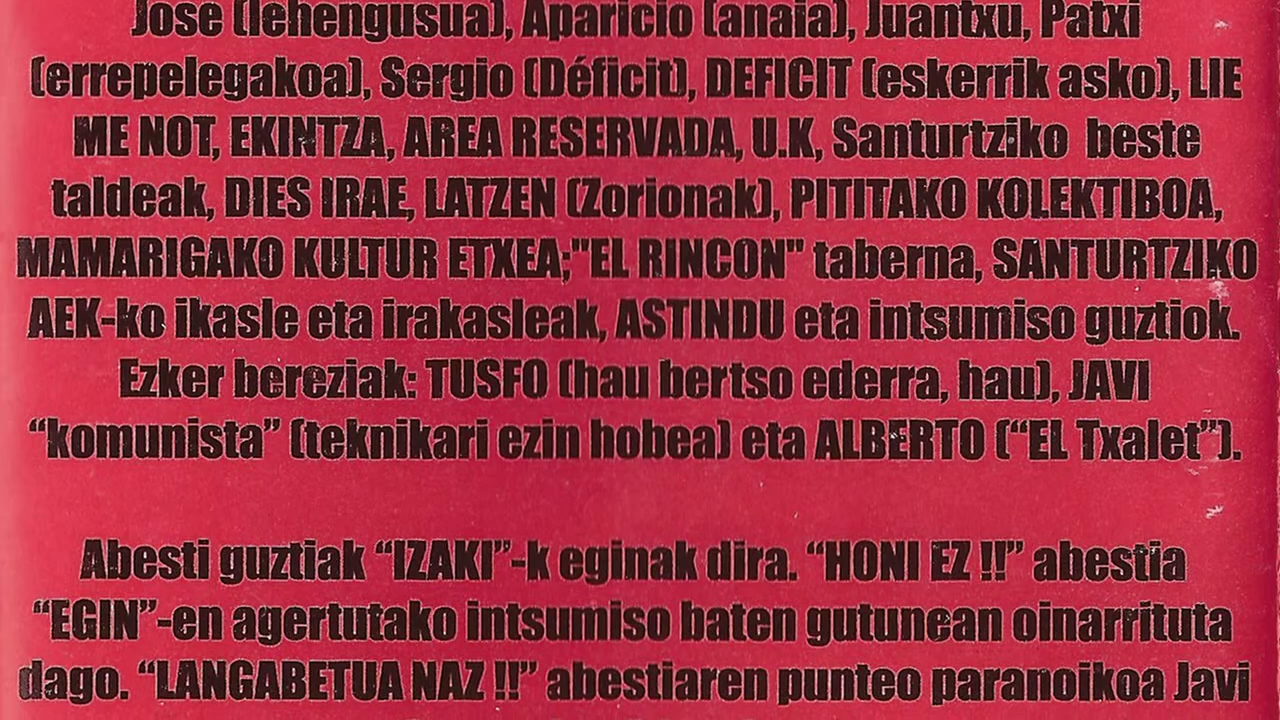 Jose (lehengusua), Aparicio (anaia), Juantxu, Patxi
(errepelegakoa), Sergio (Déficit), DEFICIT (eskerrik asko), LIE
ME NOT, EKINTZA, AREA RESERVADA, U.K, Santurtziko beste
taldeak, DIES IRAE, LATZEN (Zorionak), PITITAKO KOLEKTIBOA,
MAMARIGAKO KULTUR ETXEA;"EL RINCON" taberna, SANTURTZIKO
AEK-ko ikasle eta irakasleak, ASTINDU eta intsumiso guztiok.
Ezker bereziak: TUSFO (hau bertso ederra, hau), JAVI
“komunista” (teknikari ezin hobea) eta ALBERTO (“EL Txalet”).
Abesti guztiak “IZAKI”-k eginak dira. “HONI EZ !!” abestia
“EGIN”-en agertutako intsumiso baten gutunean oinarrituta
dago. “LANGABETUA NAZ !!” abestiaren punteo paranoikoa Javi